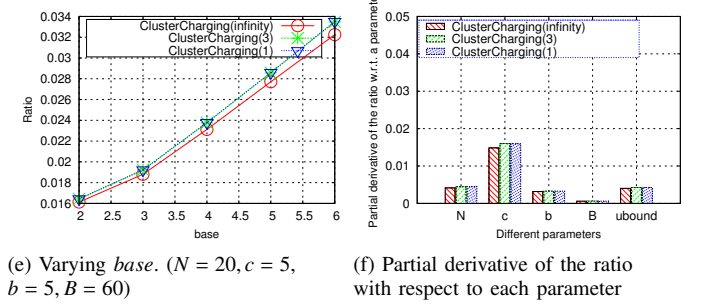 0.034
0.032
0.03
0.028
0.026
0.024
0.022
0.02
0.018
0.016
Ratio
ClusterCharging(infinity)
ClusterCharging(3)
ClusterCharging(1)
2 2.5 3 3.5 4 4.5 5 5.5 6
base
(e) Varying base. (N = 20, c = 5,
b = 5, B = 60)
0.05
0.04
0.03
0.02
0.01
0
Partial derivative of the ratio w.r.t. a paramete
ClusterCharging(infinity)
ClusterCharging(3)
ClusterCharging(1)
N c b B ubound
Different parameters
(f) Partial derivative of the ratio
with respect to each parameter